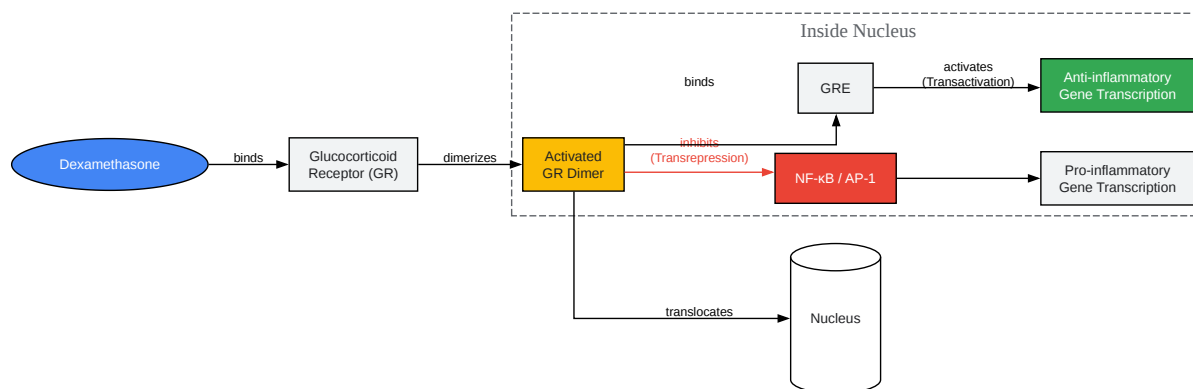 Inside Nucleus
Dexamethasone
binds
Glucocorticoid
Receptor (GR)
dimerizes
Activated
GR Dimer
binds
GRE
activates
(Transactivation)
Anti-inflammatory
Gene Transcription
inhibits
(Transrepression)
NF-κB / AP-1
Pro-inflammatory
Gene Transcription
translocates
Nucleus